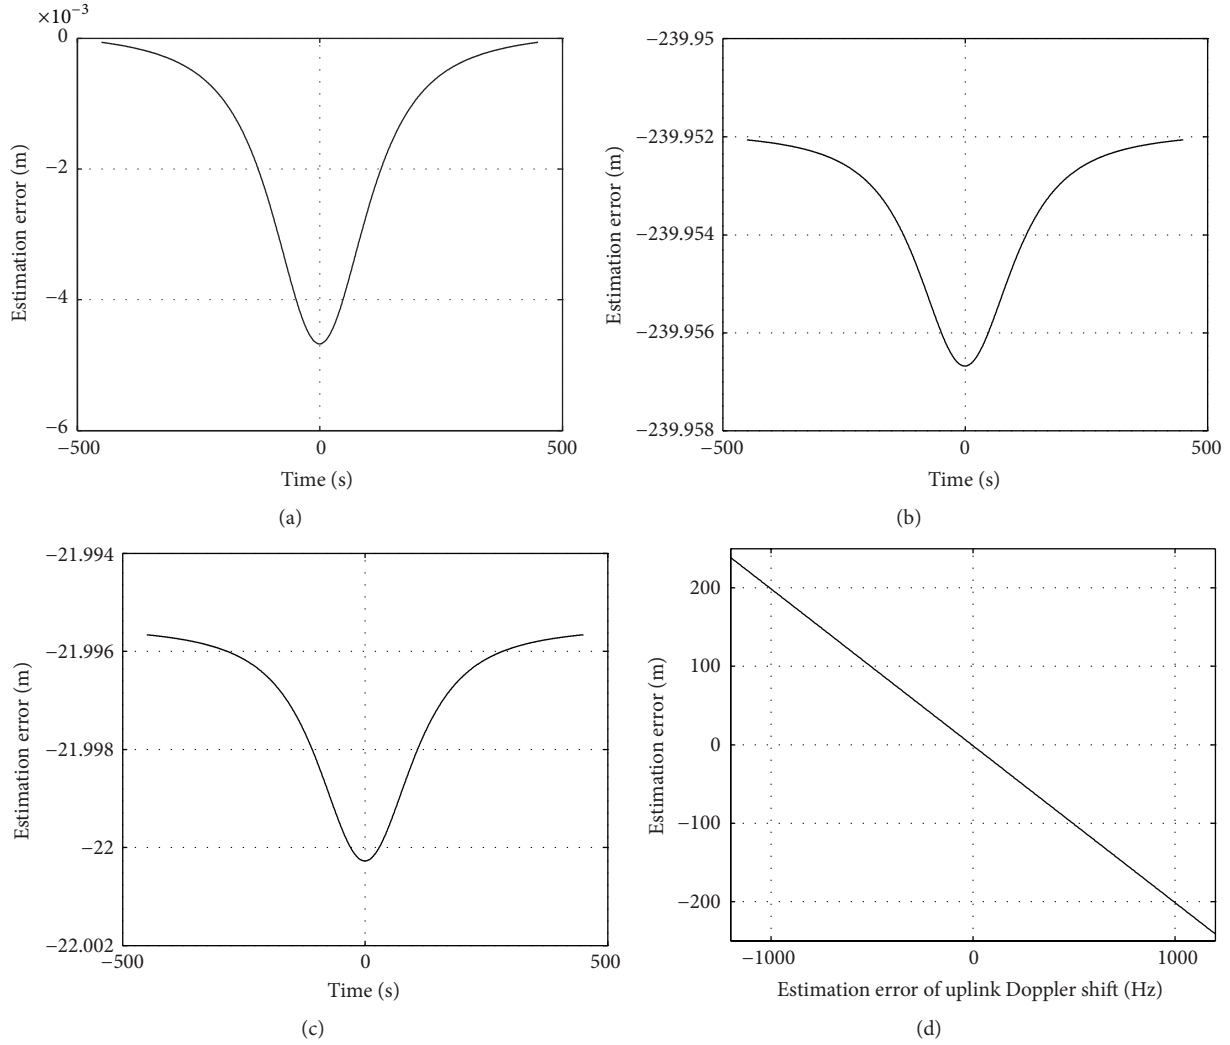 ×10−3
0
−2
−4
−6
−500
0
500
Estimation error (m)
Time (s)
(a)
−239.95
−239.952
−239.954
−239.956
−239.958
−500
0
500
Estimation error (m)
Time (s)
(b)
−21.994
−21.996
−21.998
−22
−22.002
−500
0
500
Estimation error (m)
Time (s)
(c)
200
100
0
−100
−200
−1000
0
1000
Estimation error (m)
Estimation error of uplink Doppler shift (Hz)
(d)